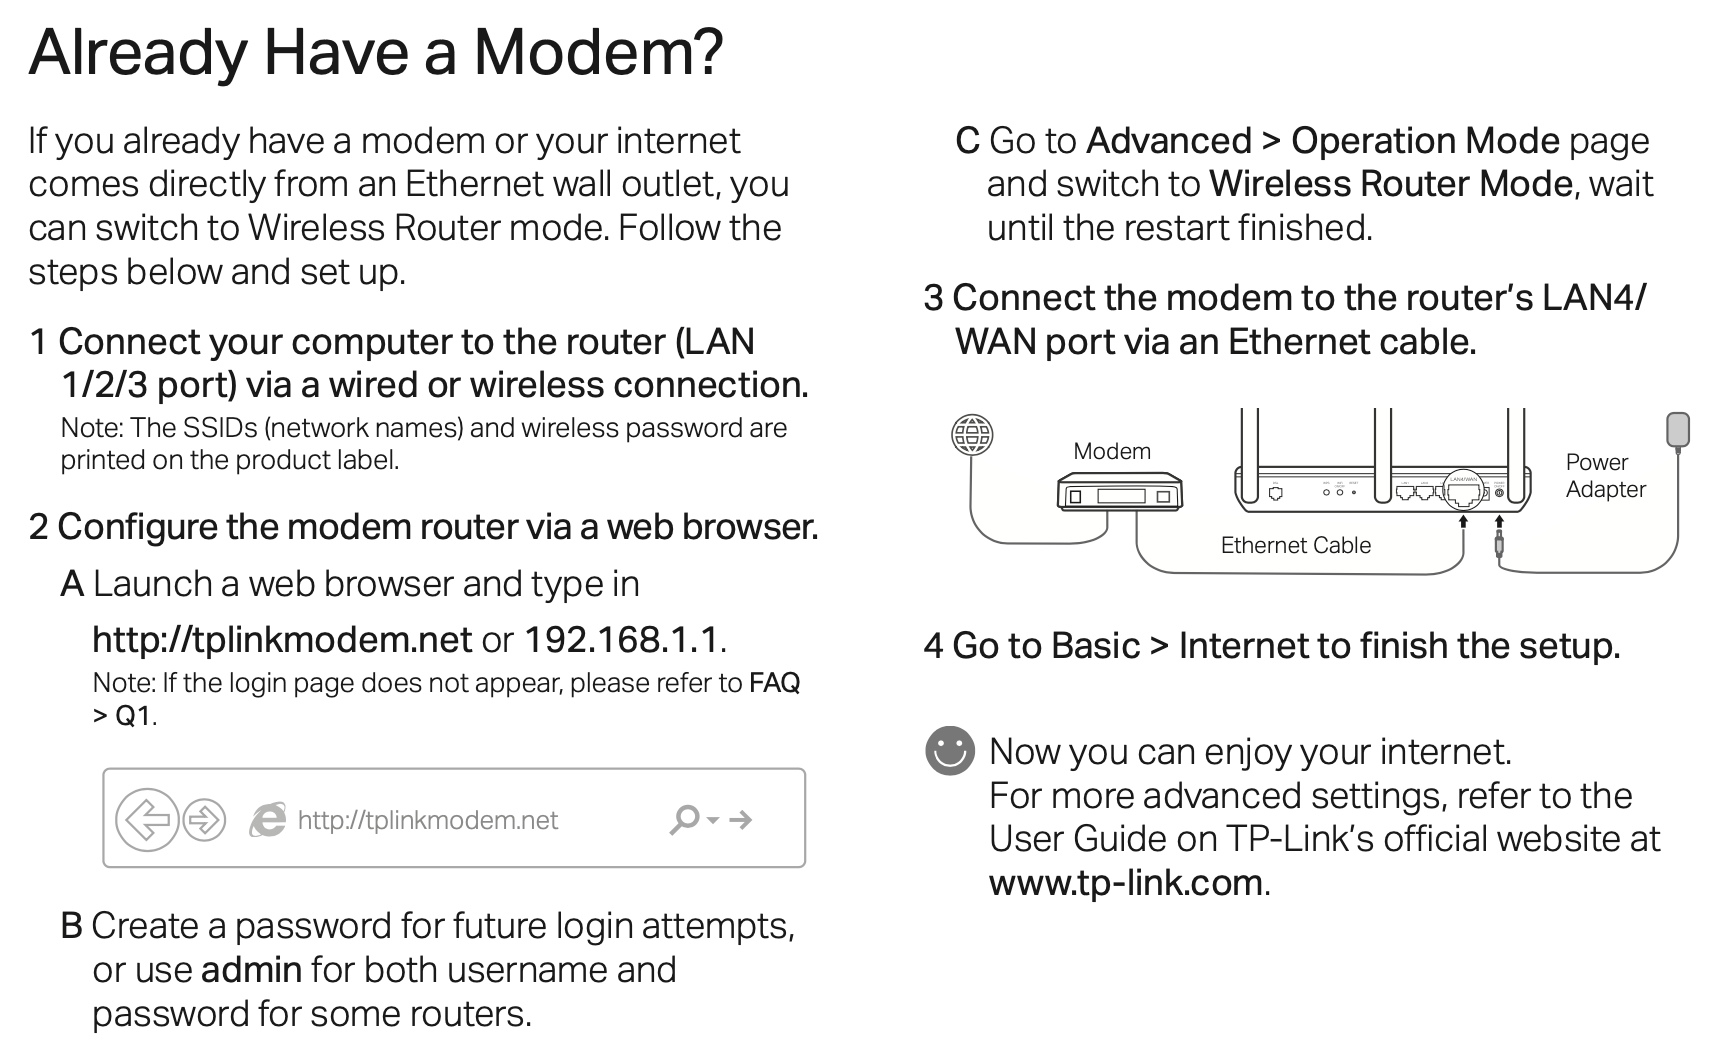 Already Have a Modem?
If you already have a modem or your internet
comes directly from an Ethernet wall outlet, you
can switch to Wireless Router mode. Follow the
steps below and set up.
1 Connect your computer to the router (LAN
1/2/3 port) via a wired or wireless connection.
Note: The SSIDs (network names) and wireless password are
printed on the product label.
2 Configure the modem router via a web browser.
A Launch a web browser and type in
http://tplinkmodem.net or 192.168.1.1.
Note: If the login page does not appear, please refer to FAQ
> Q1.
http://tplinkmodem.net
B Create a password for future login attempts,
or use admin for both username and
password for some routers.
C Go to Advanced > Operation Mode page
and switch to Wireless Router Mode, wait
until the restart finished.
3 Connect the modem to the router’s LAN4/
WAN port via an Ethernet cable.
Modem
LAN4/WAN
Power
Adapter
Ethernet Cable
4 Go to Basic > Internet to finish the setup.
Now you can enjoy your internet.
For more advanced settings, refer to the
User Guide on TP-Link’s official website at
www.tp-link.com.